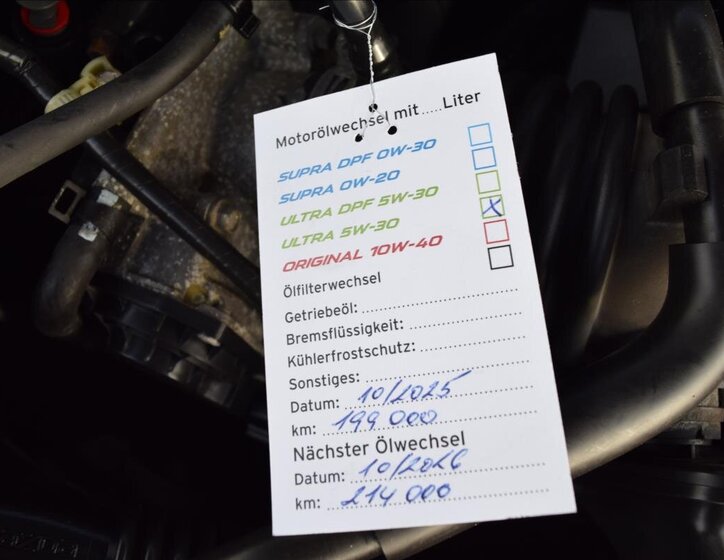 Motorölwechsel mit.....Liter
SUPRA DPF 0W-30
SUPRA 0W-20
ULTRA DPF 5W-30
ULTRA 5W-30
ORIGINAL 10W-40
Ölfilterwechsel
Getriebeöl:
Bremsflüssigkeit:
Kühlerfrostschutz:
Sonstiges:
Datum: 10/2025
km: 199 000
Nächster Ölwechsel
Datum: 10/2026
km: 214 000